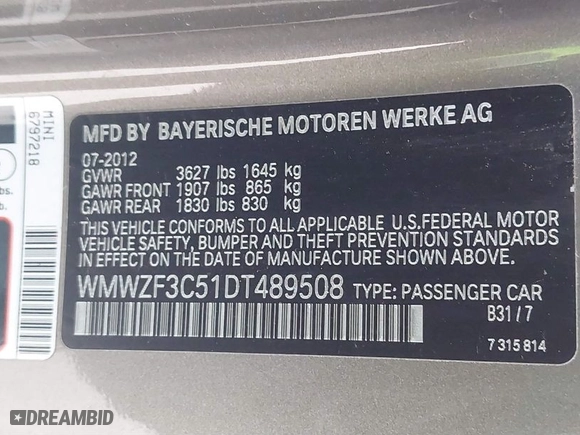 MFD BY BAYERISCHE MOTOREN WERKE AG
07-2012
GVWR 3627 lbs 1645 kg
GAWR FRONT 1907 lbs 865 kg
GAWR REAR 1830 lbs 830 kg
THIS VEHICLE CONFORMS TO ALL APPLICABLE U.S.FEDERAL MOTOR
VEHICLE SAFETY, BUMPER AND THEFT PREVENTION STANDARDS
IN EFFECT ON THE DATE OF MANUFACTURE SHOWN ABOVE.
WMWZF3C51DT489508 TYPE: PASSENGER CAR
B31/7
7 315 814
MINI
6797218
lbs.
DREAMBID